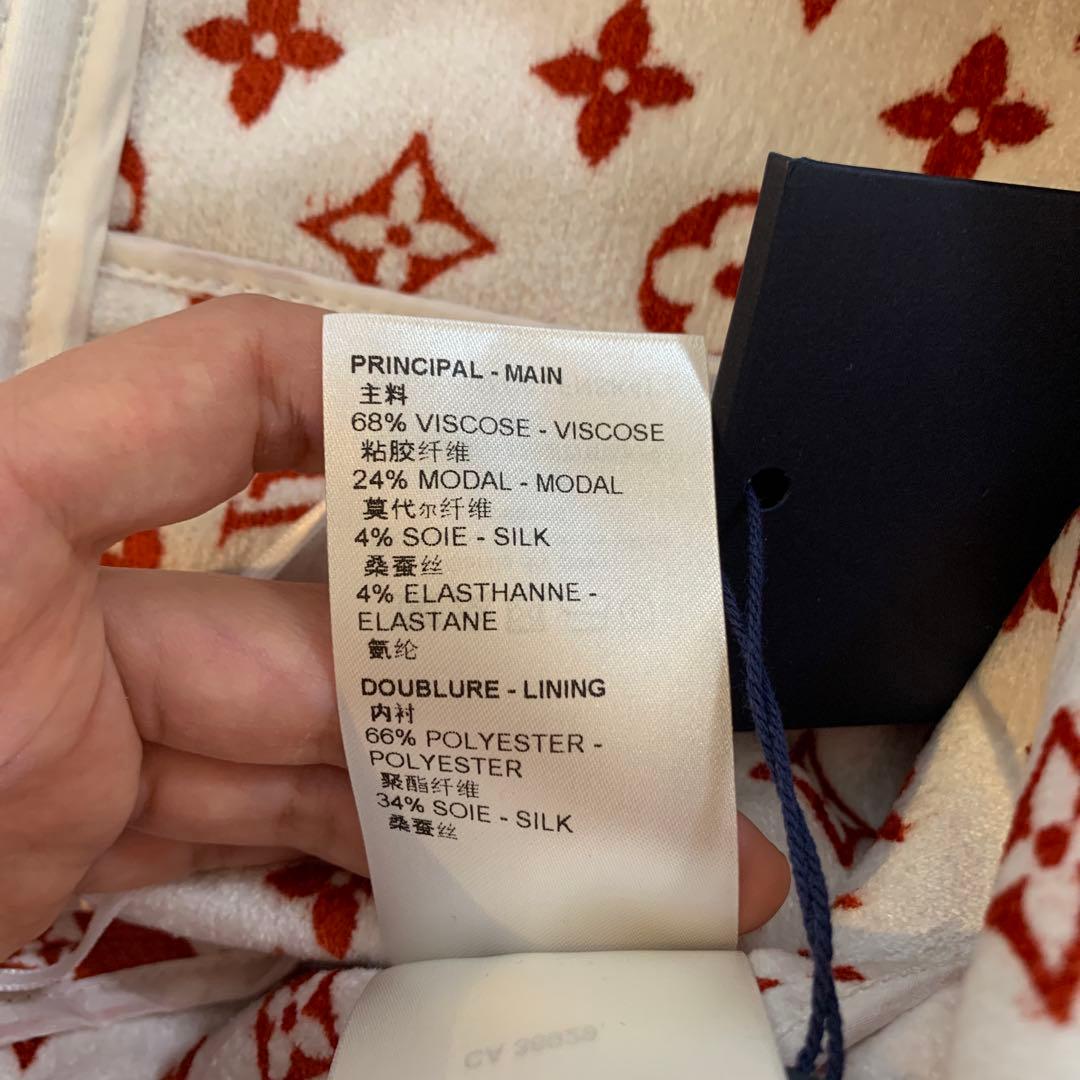 PRINCIPAL - MAIN
主料
68% VISCOSE - VISCOSE
粘胶纤维
24% MODAL - MODAL
莫代尔纤维
4% SOIE - SILK
桑蚕丝
4% ELASTHANNE -
ELASTANE
氨纶
DOUBLURE - LINING
内衬
66% POLYESTER -
POLYESTER
聚酯纤维
34% SOIE - SILK
桑蚕丝